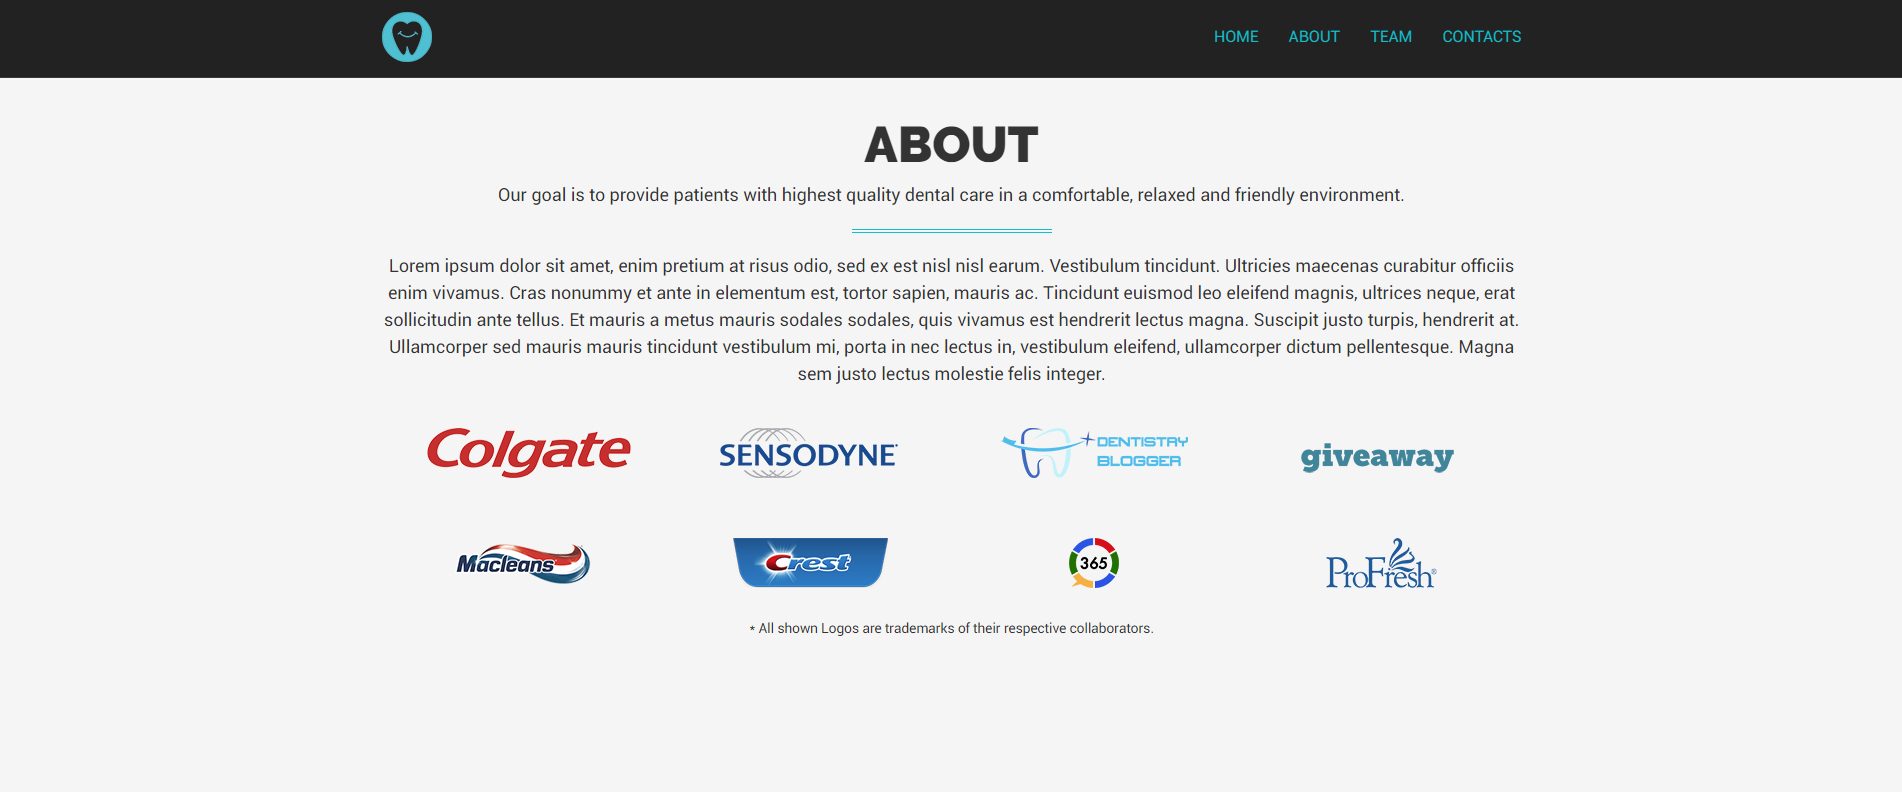 HOME ABOUT TEAM CONTACTS
ABOUT
Our goal is to provide patients with highest quality dental care in a comfortable, relaxed and friendly environment.
Lorem ipsum dolor sit amet, enim pretium at risus odio, sed ex est nisl nisl earum. Vestibulum tincidunt. Ultricies maecenas curabitur officiis
enim vivamus. Cras nonummy et ante in elementum est, tortor sapien, mauris ac. Tincidunt euismod leo eleifend magnis, ultrices neque, erat
sollicitudin ante tellus. Et mauris a metus mauris sodales sodales, quis vivamus est hendrerit lectus magna. Suscipit justo turpis, hendrerit at.
Ullamcorper sed mauris mauris tincidunt vestibulum mi, porta in nec lectus in, vestibulum eleifend, ullamcorper dictum pellentesque. Magna
sem justo lectus molestie felis integer.
Colgate
SENSODYNE
DENTISTRY
BLOGGER
giveaway
Macleans
Crest
365
ProFresh®
* All shown Logos are trademarks of their respective collaborators.